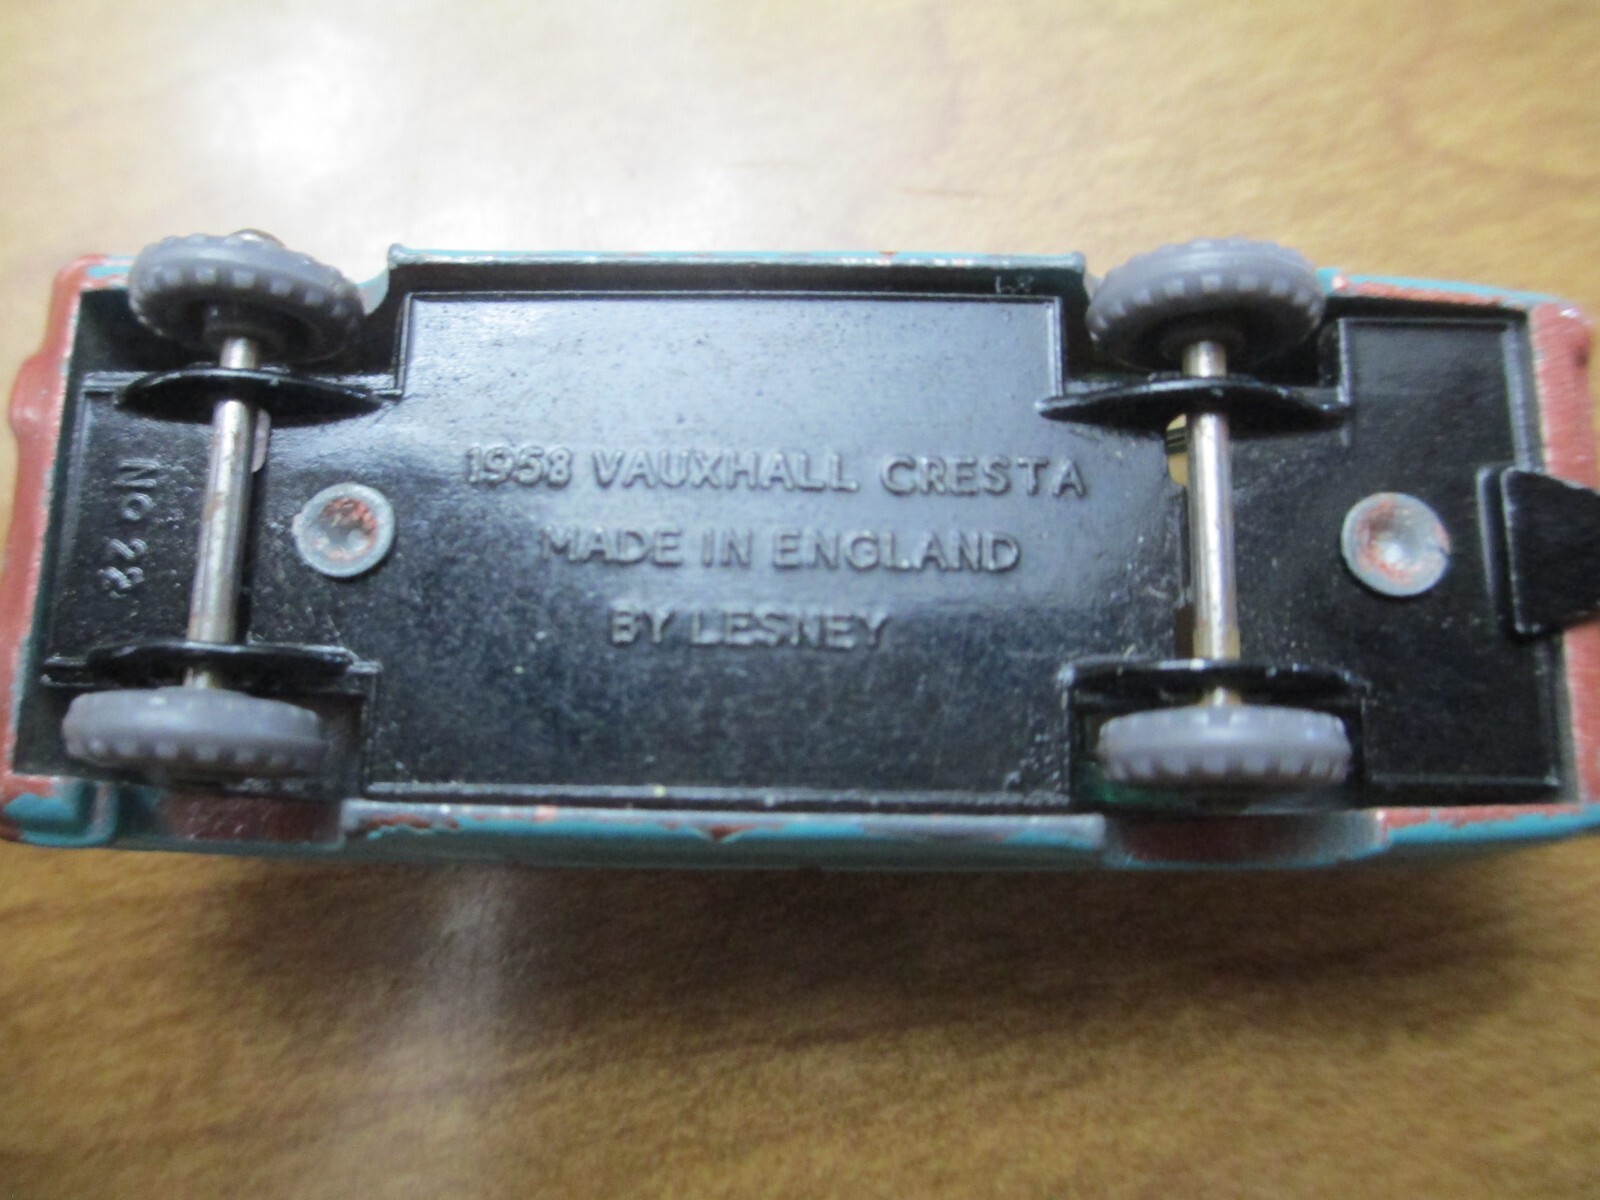 1958 VAUXHALL CRESTA
MADE IN ENGLAND
BY LESNEY
No 22